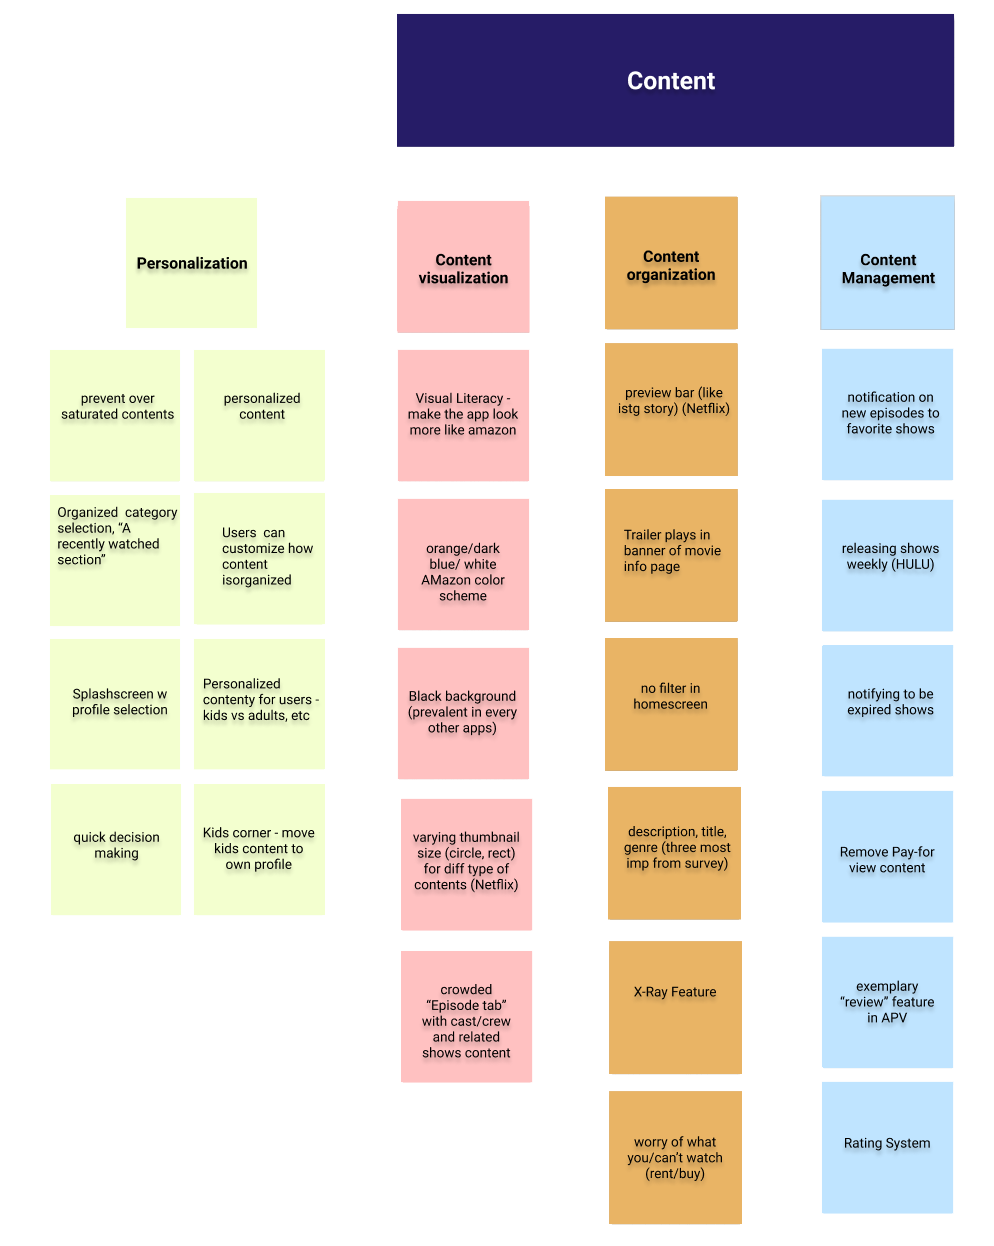 Content
Personalization
prevent over
saturated contents
personalized
content
Organized  category
selection, “A
recently watched
section”
Users  can
customize how
content
isorganized
Splashscreen w
profile selection
Personalized
contenty for users -
kids vs adults, etc
quick decision
making
Kids corner - move
kids content to
own profile
Content
visualization
Visual Literacy -
make the app look
more like amazon
orange/dark
blue/ white
AMazon color
scheme
Black background
(prevalent in every
other apps)
varying thumbnail
size (circle, rect)
for diff type of
contents (Netflix)
crowded
“Episode tab”
with cast/crew
and related
shows content
Content
organization
preview bar (like
istg story) (Netflix)
Trailer plays in
banner of movie
info page
no filter in
homescreen
description, title,
genre (three most
imp from survey)
X-Ray Feature
worry of what
you/can’t watch
(rent/buy)
Content
Management
notification on
new episodes to
favorite shows
releasing shows
weekly (HULU)
notifying to be
expired shows
Remove Pay-for
view content
exemplary
“review” feature
in APV
Rating System